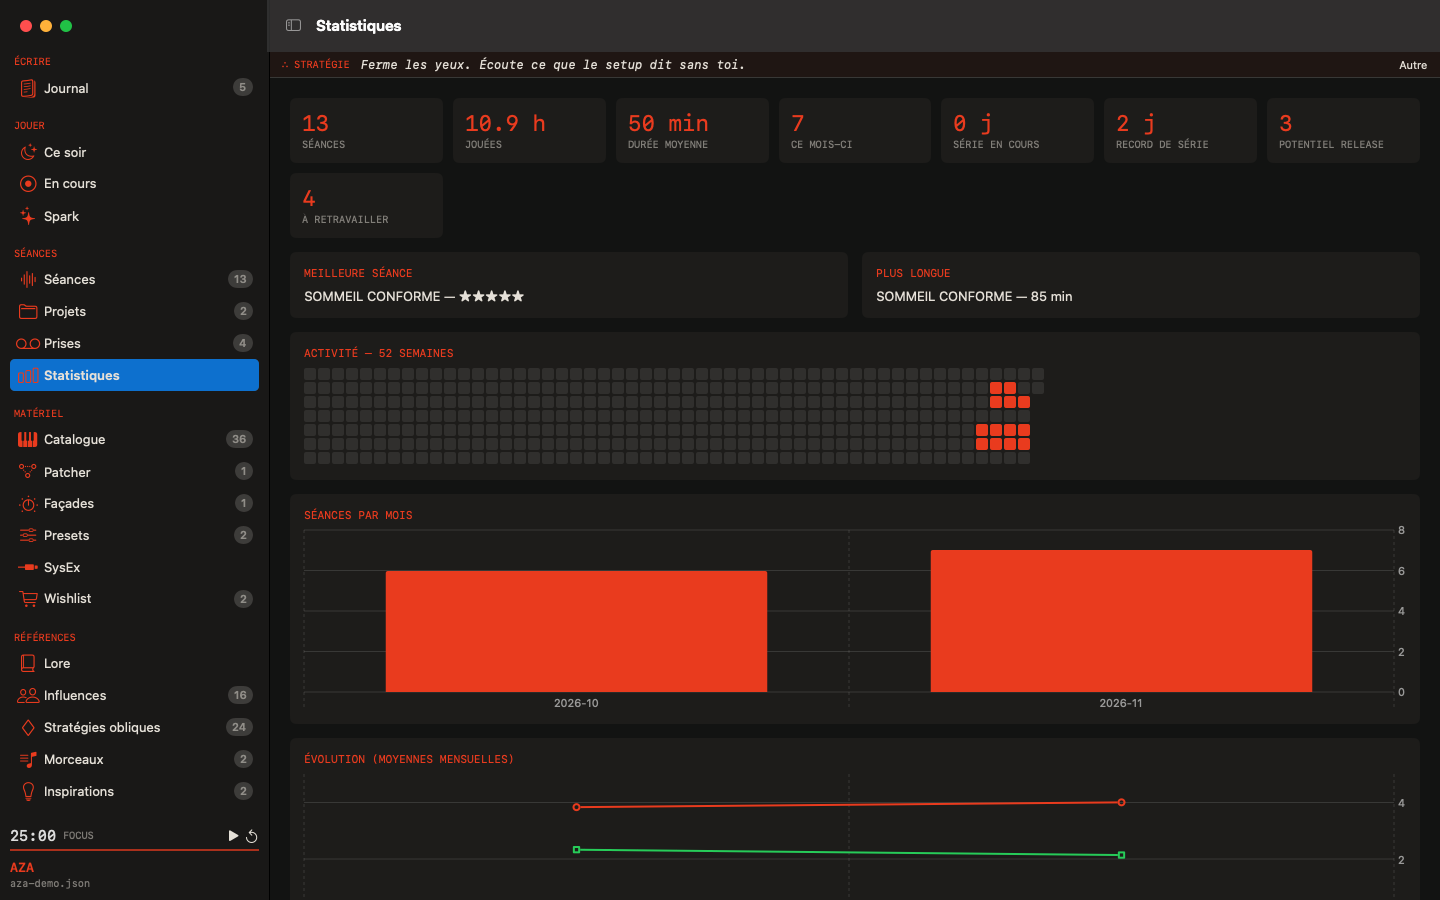 Statistiques
ÉCRIRE
Journal 5
JOUER
Ce soir
En cours
Spark
SÉANCES
Séances 13
Projets 2
Prises 4
Statistiques
MATÉRIEL
Catalogue 36
Patcher 1
Façades 1
Presets 2
SysEx
Wishlist 2
RÉFÉRENCES
Lore
Influences 16
Stratégies obliques 24
Morceaux 2
Inspirations 2
25:00 FOCUS
AZA
aza-demo.json
∴ STRATÉGIE Ferme les yeux. Écoute ce que le setup dit sans toi. Autre
13
SÉANCES
10.9 h
JOUÉES
50 min
DURÉE MOYENNE
7
CE MOIS-CI
0 j
SÉRIE EN COURS
2 j
RECORD DE SÉRIE
3
POTENTIEL RELEASE
4
À RETRAVAILLER
MEILLEURE SÉANCE
SOMMEIL CONFORME — ★★★★★
PLUS LONGUE
SOMMEIL CONFORME — 85 min
ACTIVITÉ — 52 SEMAINES
SÉANCES PAR MOIS
8
6
4
2
0
2026-10
2026-11
ÉVOLUTION (MOYENNES MENSUELLES)
4
2